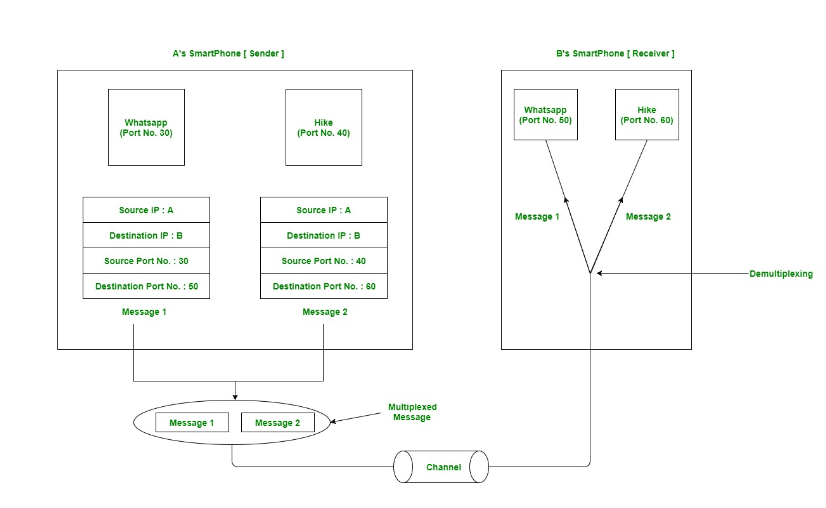 A's SmartPhone [ Sender ]
B's SmartPhone [ Receiver ]
Whatsapp
(Port No. 30)
Hike
(Port No. 40)
Whatsapp
(Port No. 50)
Hike
(Port No. 60)
Source IP : A
Destination IP : B
Source Port No. : 30
Destination Port No. : 50
Message 1
Source IP : A
Destination IP : B
Source Port No. : 40
Destination Port No. : 60
Message 2
Message 1
Message 2
Demultiplexing
Message 1
Message 2
Multiplexed
Message
Channel